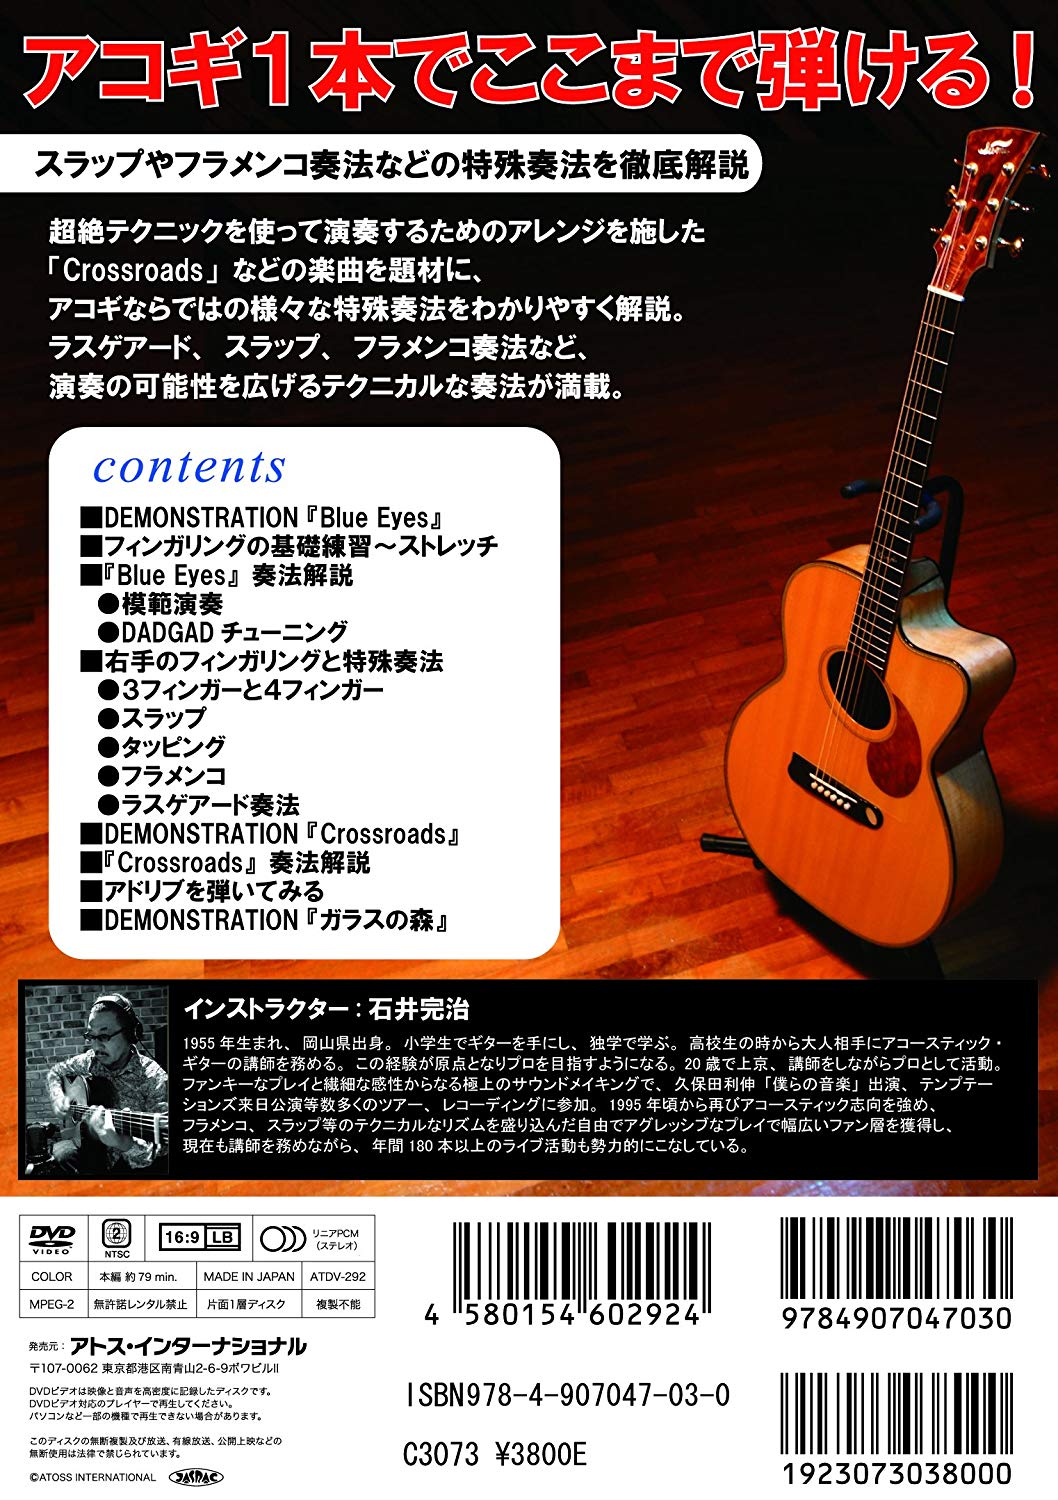 アコギ1本でここまで弾ける!
スラップやフラメンコ奏法などの特殊奏法を徹底解説
超絶テクニックを使って演奏するためのアレンジを施した
「Crossroads」などの楽曲を題材に、
アコギならではの様々な特殊奏法をわかりやすく解説。
ラスゲアード、スラップ、フラメンコ奏法など、
演奏の可能性を広げるテクニカルな奏法が満載。
contents
■DEMONSTRATION『Blue Eyes』
■フィンガリングの基礎練習～ストレッチ
■『Blue Eyes』奏法解説
●模範演奏
●DADGADチューニング
■右手のフィンガリングと特殊奏法
●3フィンガーと4フィンガー
●スラップ
●タッピング
●フラメンコ
●ラスゲアード奏法
■DEMONSTRATION『Crossroads』
■『Crossroads』奏法解説
■アドリブを弾いてみる
■DEMONSTRATION『ガラスの森』
インストラクター:石井完治
1955年生まれ、岡山県出身。小学生でギターを手にし、独学で学ぶ。高校生の時から大人相手にアコースティック・
ギターの講師を務める。この経験が原点となりプロを目指すようになる。20歳で上京、講師をしながらプロとして活動。
ファンキーなプレイと繊細な感性からなる極上のサウンドメイキングで、久保田利伸「僕らの音楽」出演、テンプテー
ションズ来日公演等数多くのツアー、レコーディングに参加。1995年頃から再びアコースティック志向を強め、
フラメンコ、スラップ等のテクニカルなリズムを盛り込んだ自由でアグレッシブなプレイで幅広いファン層を獲得し、
現在も講師を務めながら、年間180本以上のライブ活動も勢力的にこなしている。
DVD VIDEO 2 NTSC 16:9 LB リニアPCM (ステレオ)
COLOR 本編 約79min. MADE IN JAPAN ATDV-292
MPEG-2 無許諾レンタル禁止 片面1層ディスク 複製不能
発売元:アトス・インターナショナル
〒107-0062 東京都港区南青山2-6-9ポワビルII
DVDビデオは映像と音声を高密度に記録したディスクです。
DVDビデオ対応のプレイヤーで再生してください。
パソコンなど一部の機種で再生できない場合があります。
このディスクの無断複製及び放送、有線放送、公開上映などの
無断使用は法律で禁じられています。
©ATOSS INTERNATIONAL JASRAC
4 580154 602924
9784907047030
ISBN978-4-907047-03-0
C3073 ¥3800E
1923073038000